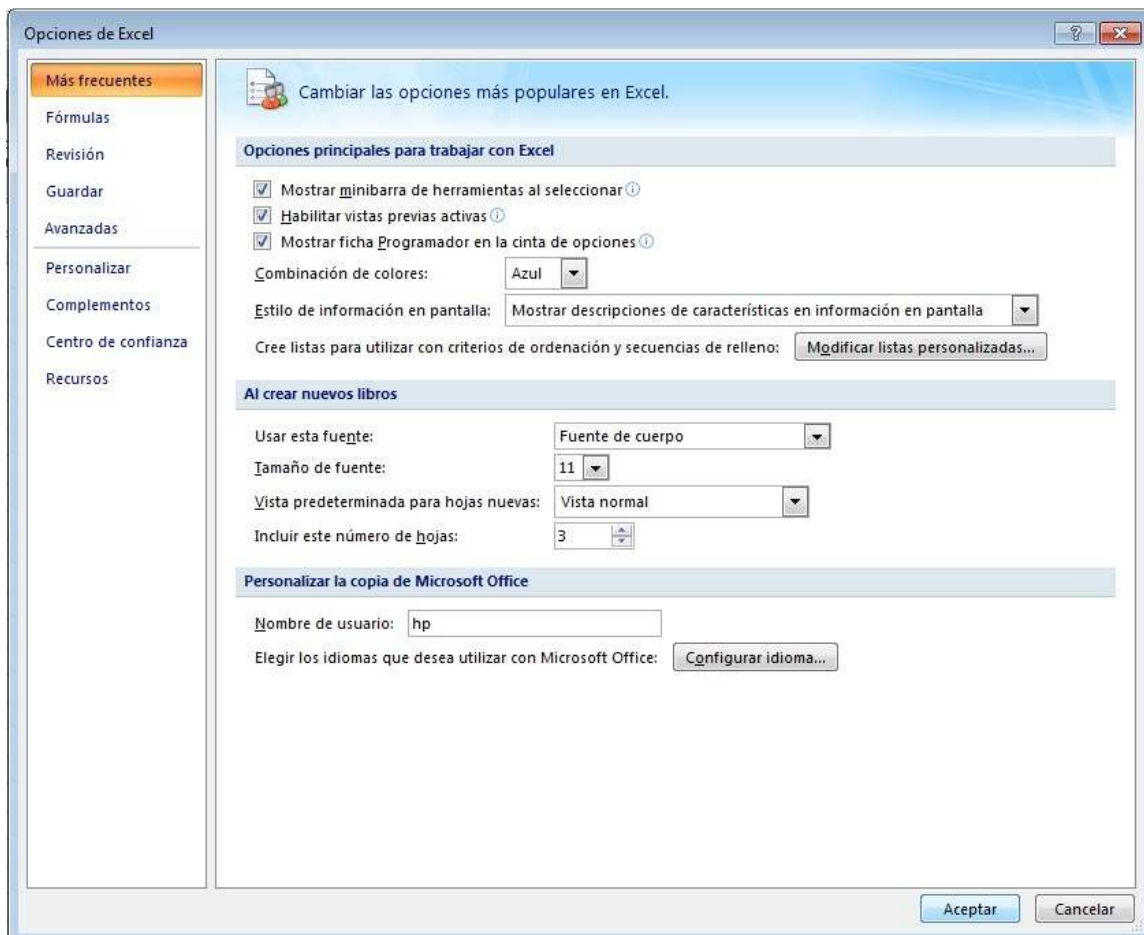 Opciones de Excel
Más frecuentes
Fórmulas
Revisión
Guardar
Avanzadas
Personalizar
Complementos
Centro de confianza
Recursos
Cambiar las opciones más populares en Excel.
Opciones principales para trabajar con Excel
Mostrar minibarra de herramientas al seleccionar
Habilitar vistas previas activas
Mostrar ficha Programador en la cinta de opciones
Combinación de colores: Azul
Estilo de información en pantalla: Mostrar descripciones de características en información en pantalla
Cree listas para utilizar con criterios de ordenación y secuencias de relleno: Modificar listas personalizadas...
Al crear nuevos libros
Usar esta fuente: Fuente de cuerpo
Tamaño de fuente: 11
Vista predeterminada para hojas nuevas: Vista normal
Incluir este número de hojas: 3
Personalizar la copia de Microsoft Office
Nombre de usuario: hp
Elegir los idiomas que desea utilizar con Microsoft Office: Configurar idioma...
Aceptar Cancelar